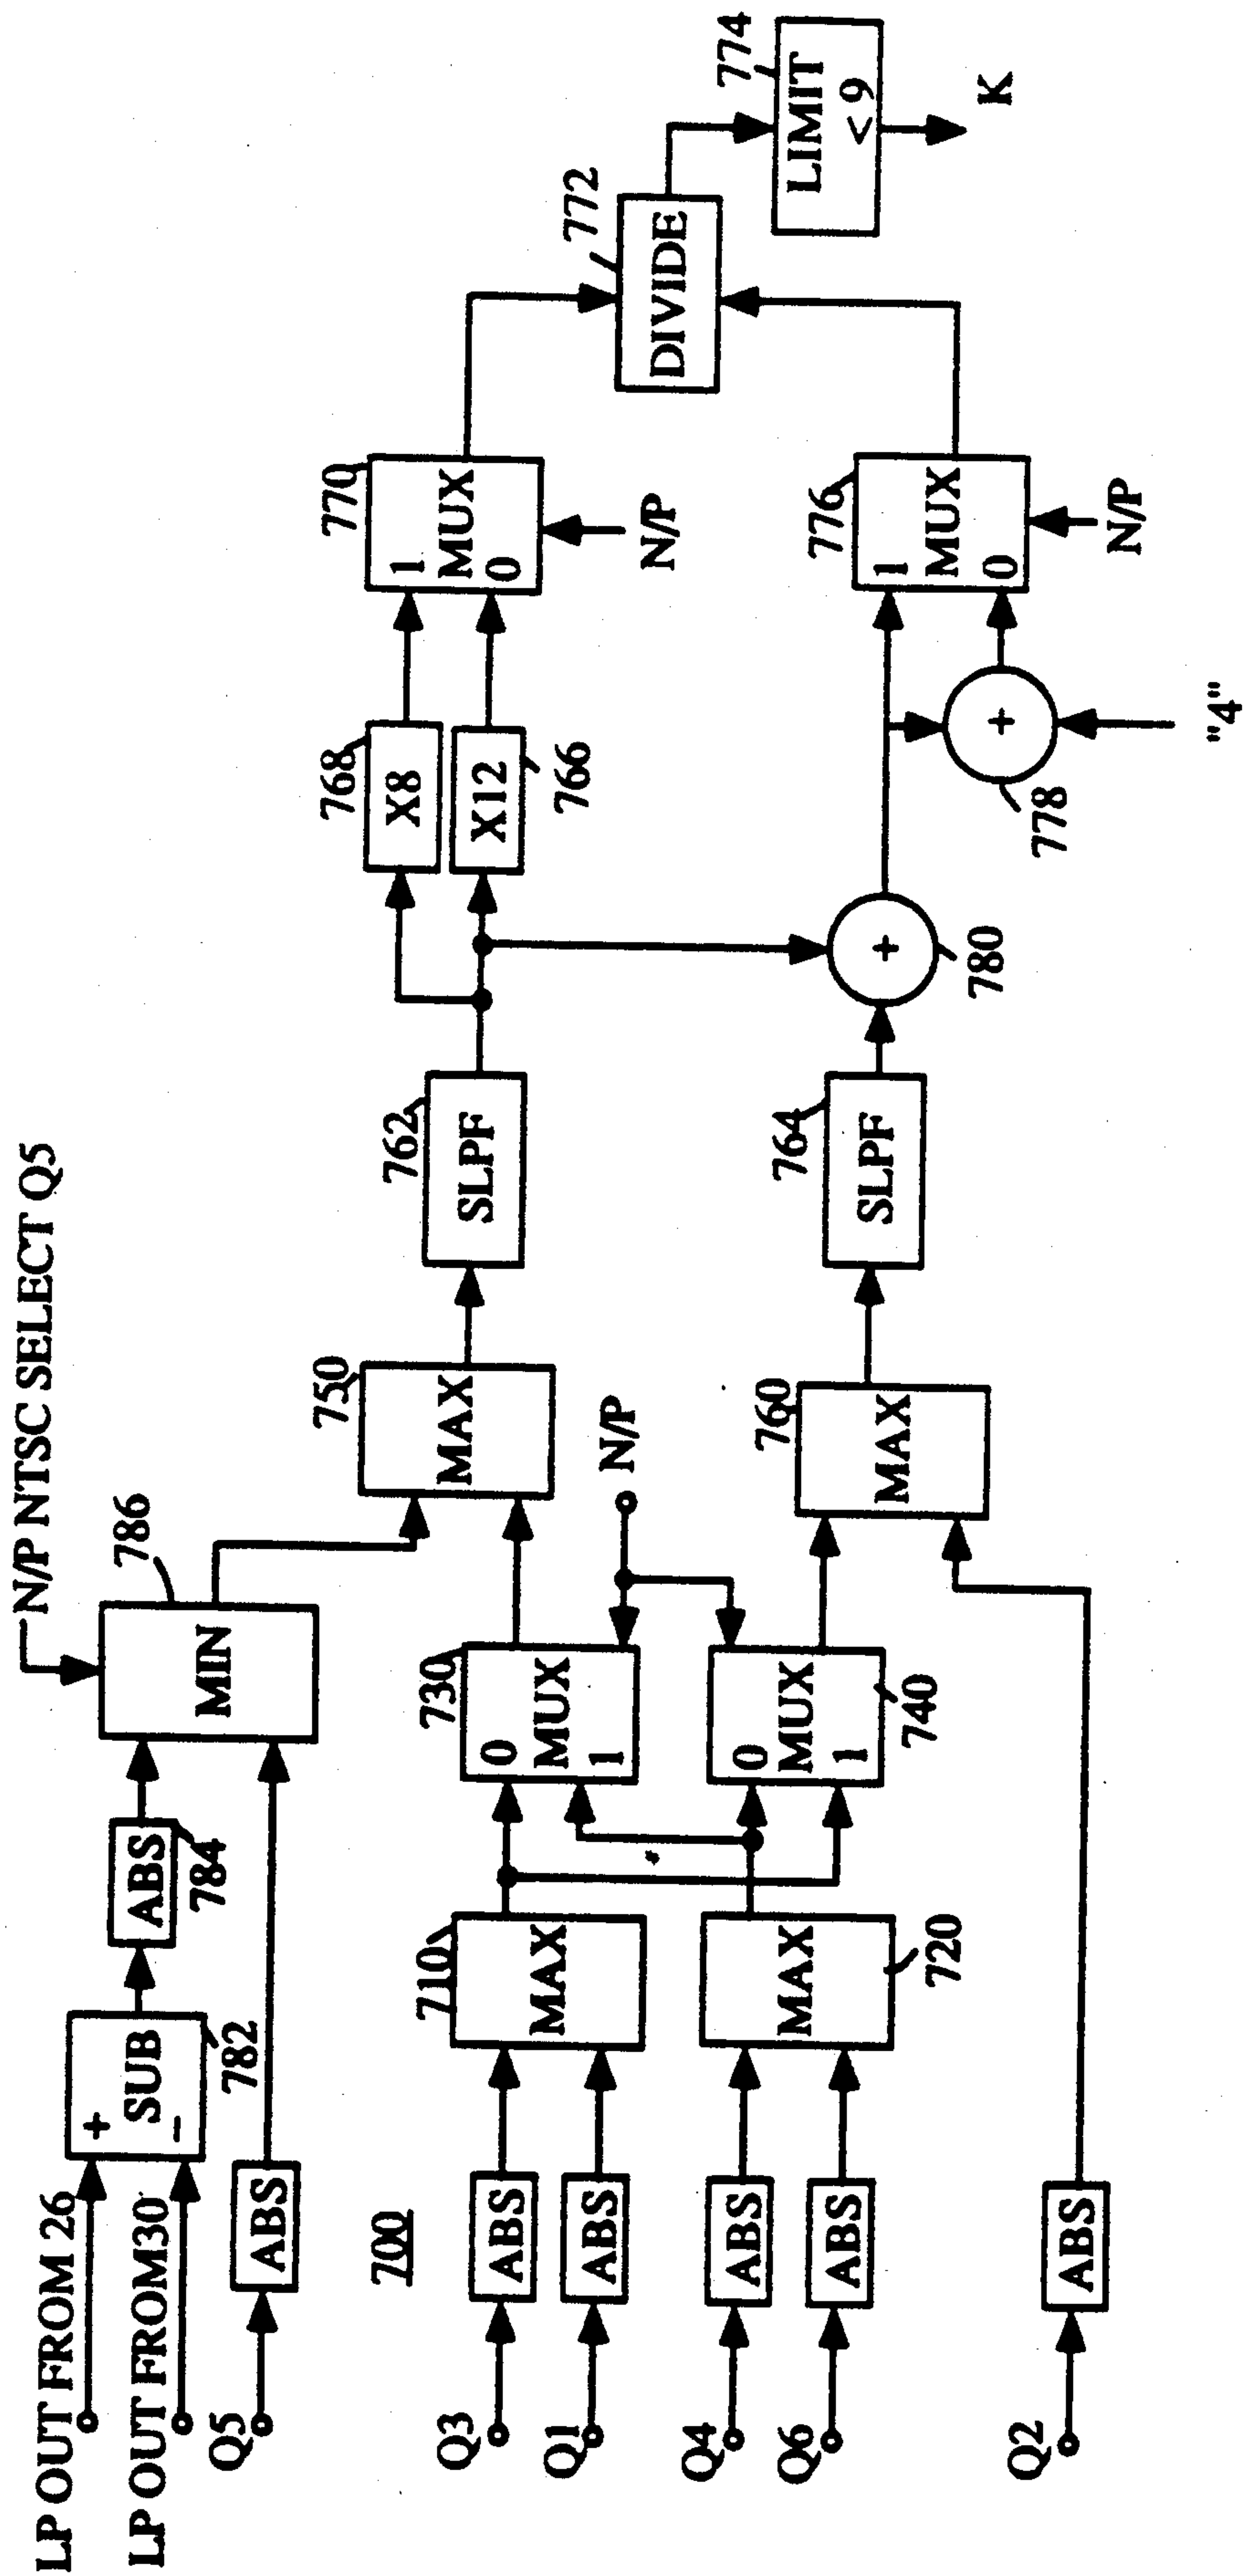 N/P NTSC SELECT Q5
LP OUT FROM 26
LP OUT FROM30
+
SUB
−
782
ABS
784
MIN
786
Q5
ABS
700
Q3
ABS
Q1
ABS
710
MAX
730
0
MUX
1
750
MAX
762
SLPF
768
X8
X12
766
770
1
MUX
0
N/P
772
DIVIDE
774
LIMIT
< 9
K
Q4
ABS
Q6
ABS
MAX
720
N/P
0
MUX
1
740
760
MAX
764
SLPF
+
780
+
778
"4"
776
1
MUX
0
N/P
Q2
ABS